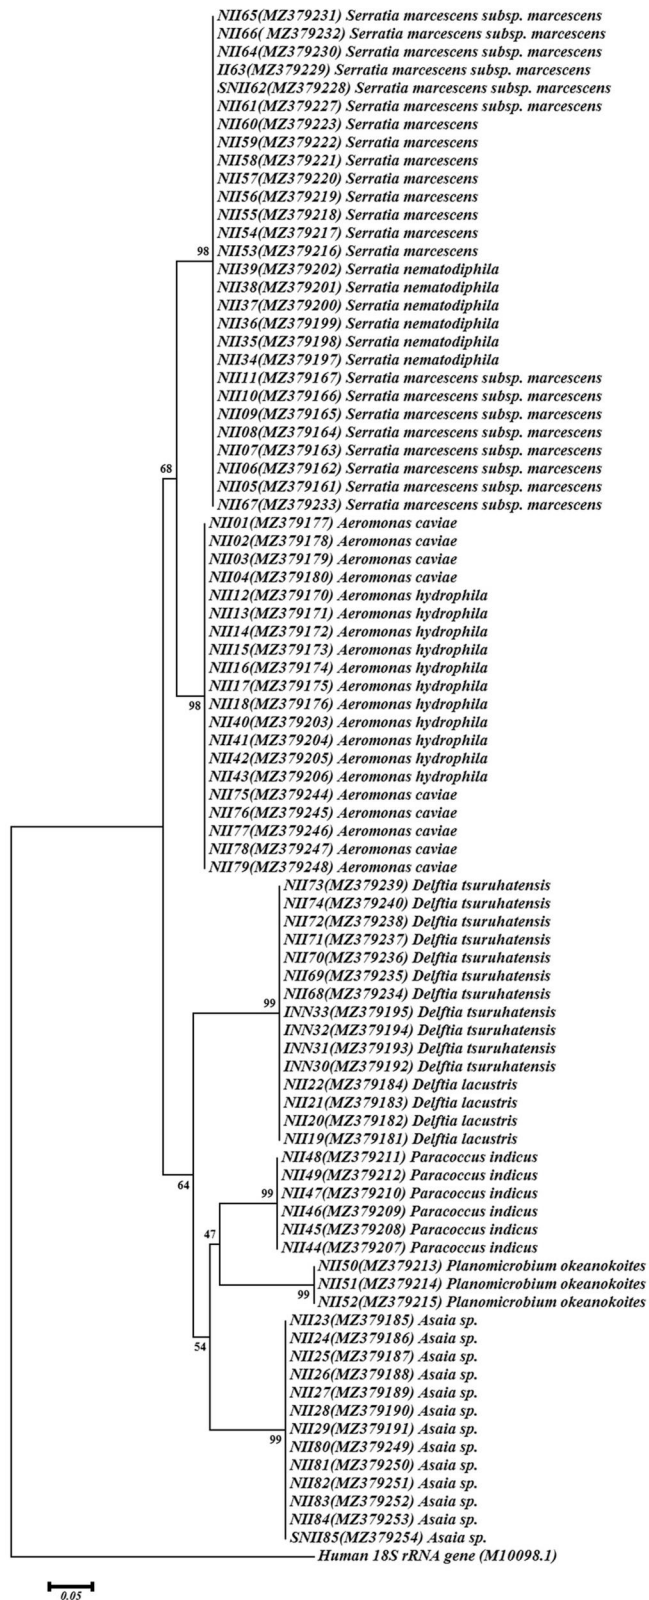 NII65(MZ379231) Serratia marcescens subsp. marcescens
NII66( MZ379232) Serratia marcescens subsp. marcescens
NII64(MZ379230) Serratia marcescens subsp. marcescens
II63(MZ379229) Serratia marcescens subsp. marcescens
SNII62(MZ379228) Serratia marcescens subsp. marcescens
NII61(MZ379227) Serratia marcescens subsp. marcescens
NII60(MZ379223) Serratia marcescens
NII59(MZ379222) Serratia marcescens
NII58(MZ379221) Serratia marcescens
NII57(MZ379220) Serratia marcescens
NII56(MZ379219) Serratia marcescens
NII55(MZ379218) Serratia marcescens
NII54(MZ379217) Serratia marcescens
98 NII53(MZ379216) Serratia marcescens
NII39(MZ379202) Serratia nematodiphila
NII38(MZ379201) Serratia nematodiphila
NII37(MZ379200) Serratia nematodiphila
NII36(MZ379199) Serratia nematodiphila
NII35(MZ379198) Serratia nematodiphila
NII34(MZ379197) Serratia nematodiphila
NII11(MZ379167) Serratia marcescens subsp. marcescens
NII10(MZ379166) Serratia marcescens subsp. marcescens
NII09(MZ379165) Serratia marcescens subsp. marcescens
NII08(MZ379164) Serratia marcescens subsp. marcescens
NII07(MZ379163) Serratia marcescens subsp. marcescens
68 NII06(MZ379162) Serratia marcescens subsp. marcescens
NII05(MZ379161) Serratia marcescens subsp. marcescens
NII67(MZ379233) Serratia marcescens subsp. marcescens
NII01(MZ379177) Aeromonas caviae
NII02(MZ379178) Aeromonas caviae
NII03(MZ379179) Aeromonas caviae
NII04(MZ379180) Aeromonas caviae
NII12(MZ379170) Aeromonas hydrophila
NII13(MZ379171) Aeromonas hydrophila
NII14(MZ379172) Aeromonas hydrophila
NII15(MZ379173) Aeromonas hydrophila
NII16(MZ379174) Aeromonas hydrophila
NII17(MZ379175) Aeromonas hydrophila
98 NII18(MZ379176) Aeromonas hydrophila
NII40(MZ379203) Aeromonas hydrophila
NII41(MZ379204) Aeromonas hydrophila
NII42(MZ379205) Aeromonas hydrophila
NII43(MZ379206) Aeromonas hydrophila
NII75(MZ379244) Aeromonas caviae
NII76(MZ379245) Aeromonas caviae
NII77(MZ379246) Aeromonas caviae
NII78(MZ379247) Aeromonas caviae
NII79(MZ379248) Aeromonas caviae
NII73(MZ379239) Delftia tsuruhatensis
NII74(MZ379240) Delftia tsuruhatensis
NII72(MZ379238) Delftia tsuruhatensis
NII71(MZ379237) Delftia tsuruhatensis
NII70(MZ379236) Delftia tsuruhatensis
NII69(MZ379235) Delftia tsuruhatensis
NII68(MZ379234) Delftia tsuruhatensis
99 INN33(MZ379195) Delftia tsuruhatensis
INN32(MZ379194) Delftia tsuruhatensis
INN31(MZ379193) Delftia tsuruhatensis
INN30(MZ379192) Delftia tsuruhatensis
NII22(MZ379184) Delftia lacustris
NII21(MZ379183) Delftia lacustris
NII20(MZ379182) Delftia lacustris
NII19(MZ379181) Delftia lacustris
NII48(MZ379211) Paracoccus indicus
NII49(MZ379212) Paracoccus indicus
64 99 NII47(MZ379210) Paracoccus indicus
NII46(MZ379209) Paracoccus indicus
47 NII45(MZ379208) Paracoccus indicus
NII44(MZ379207) Paracoccus indicus
NII50(MZ379213) Planomicrobium okeanokoites
NII51(MZ379214) Planomicrobium okeanokoites
99 NII52(MZ379215) Planomicrobium okeanokoites
NII23(MZ379185) Asaia sp.
54 NII24(MZ379186) Asaia sp.
NII25(MZ379187) Asaia sp.
NII26(MZ379188) Asaia sp.
NII27(MZ379189) Asaia sp.
NII28(MZ379190) Asaia sp.
NII29(MZ379191) Asaia sp.
99 NII80(MZ379249) Asaia sp.
NII81(MZ379250) Asaia sp.
NII82(MZ379251) Asaia sp.
NII83(MZ379252) Asaia sp.
NII84(MZ379253) Asaia sp.
SNII85(MZ379254) Asaia sp.
Human 18S rRNA gene (M10098.1)
0.05